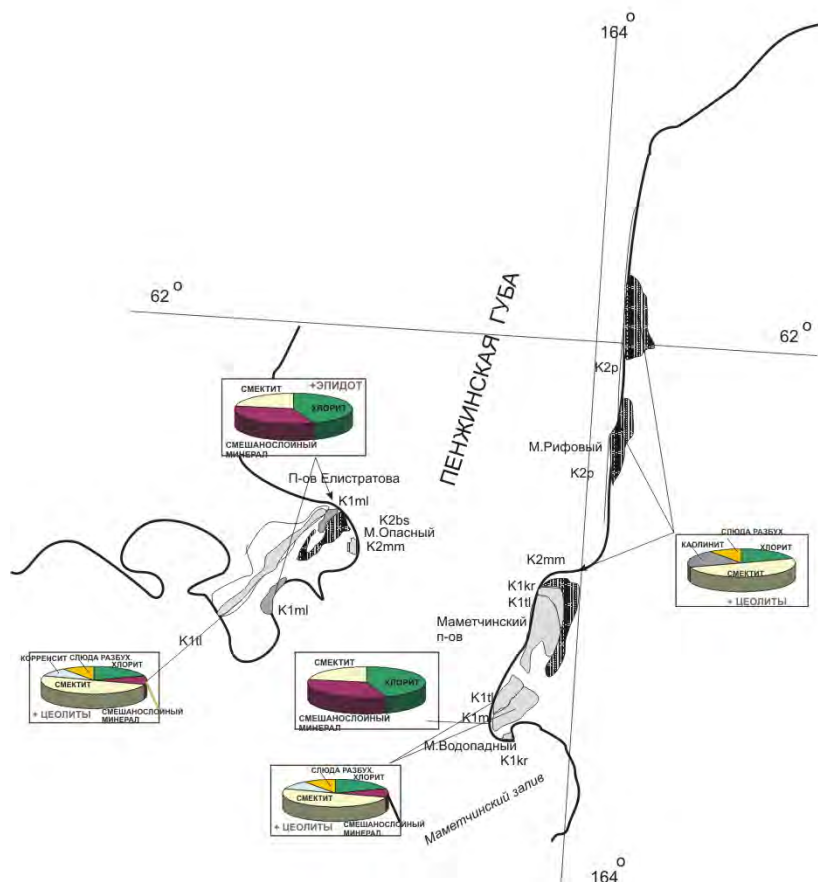 164
o
62
o
ПЕНЖИНСКАЯ ГУБА
62
o
K2p
СМЕКТИТ
+ЭПИДОТ
ХЛОРИТ
СМЕШАНОСЛОЙНЫЙ
МИНЕРАЛ
М.Рифовый
K2p
П-ов Елистратова
K1ml
K2bs
М.Опасный
K2mm
СЛЮДА РАЗБУХ.
КАОЛИНИТ
ХЛОРИТ
СМЕКТИТ
+ ЦЕОЛИТЫ
K2mm
K1kr
K1tl
Маметчинский
п-ов
K1ml
K1tl
КОРРЕНСИТ
СЛЮДА РАЗБУХ.
ХЛОРИТ
СМЕКТИТ
+ ЦЕОЛИТЫ
СМЕШАНОСЛОЙНЫЙ
МИНЕРАЛ
СМЕКТИТ
ХЛОРИТ
СМЕШАНОСЛОЙНЫЙ
МИНЕРАЛ
K1tl
K1m
М.Водопадный
K1kr
СЛЮДА РАЗБУХ.
ХЛОРИТ
СМЕКТИТ
+ ЦЕОЛИТЫ
СМЕШАНОСЛОЙНЫЙ
МИНЕРАЛ
Маметчинский залив
164
o